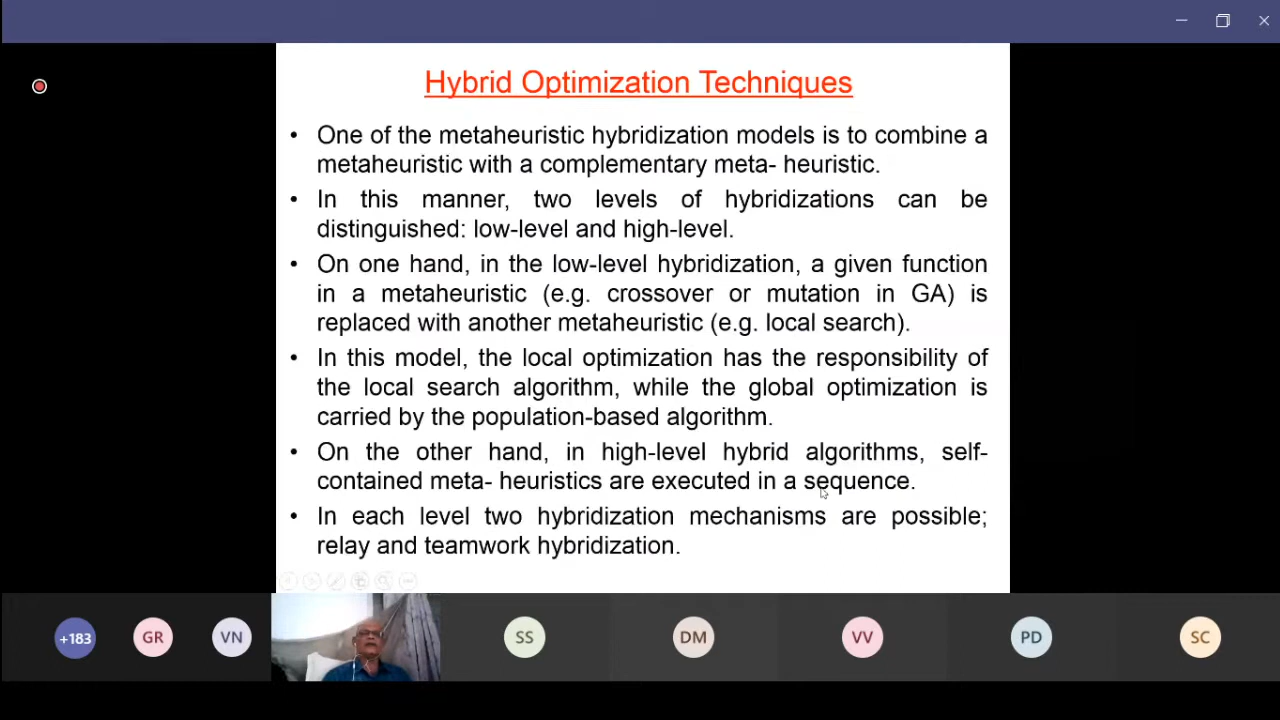 Hybrid Optimization Techniques
• One of the metaheuristic hybridization models is to combine a
metaheuristic with a complementary meta- heuristic.
• In this manner, two levels of hybridizations can be
distinguished: low-level and high-level.
• On one hand, in the low-level hybridization, a given function
in a metaheuristic (e.g. crossover or mutation in GA) is
replaced with another metaheuristic (e.g. local search).
• In this model, the local optimization has the responsibility of
the local search algorithm, while the global optimization is
carried by the population-based algorithm.
• On the other hand, in high-level hybrid algorithms, self-
contained meta- heuristics are executed in a sequence.
• In each level two hybridization mechanisms are possible;
relay and teamwork hybridization.
+183 GR VN SS DM VV PD SC